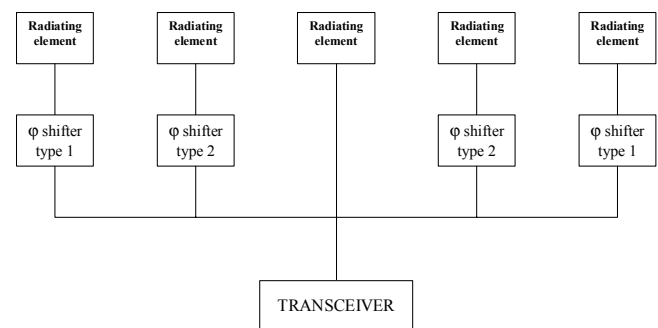 Radiating
element
Radiating
element
Radiating
element
Radiating
element
Radiating
element
φ shifter
type 1
φ shifter
type 2
φ shifter
type 2
φ shifter
type 1
TRANSCEIVER